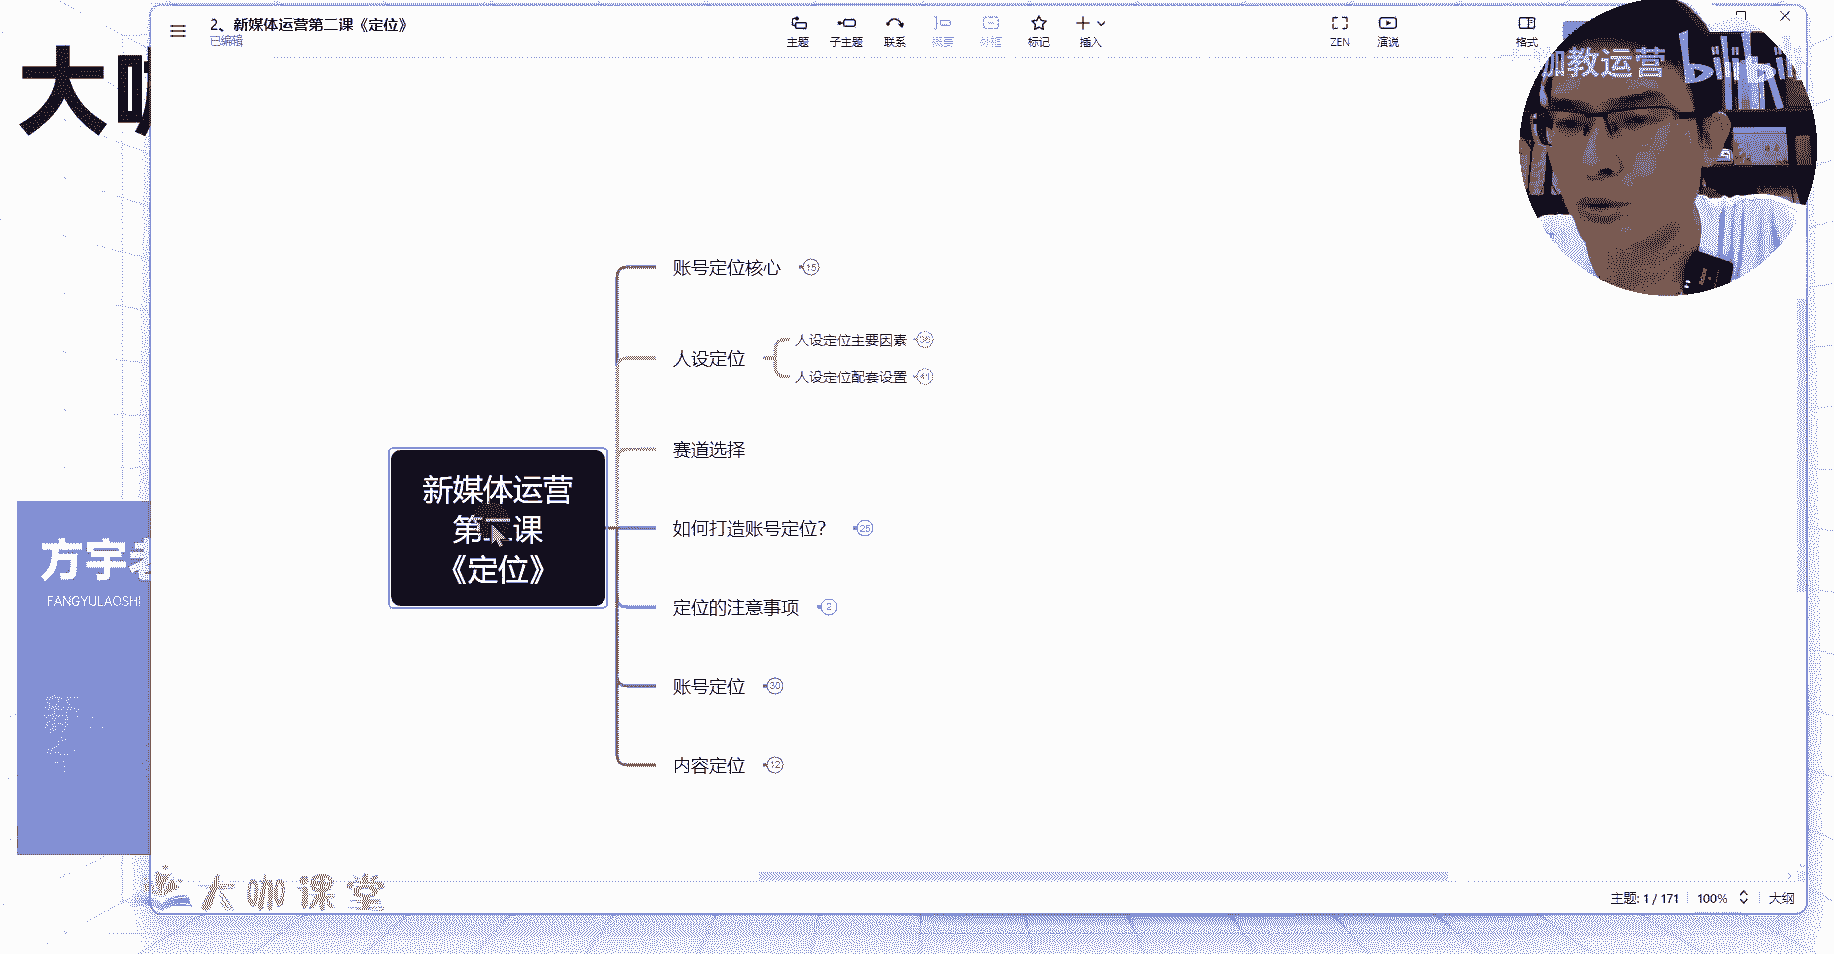 2、新媒体运营第二课《定位》
已编辑
主题
子主题
联系
概要
外框
标记
插入
ZEN
演说
格式
咖教运营
bilibili
大咖
账号定位核心 15
人设定位主要因素
人设定位
人设定位配套设置
赛道选择
新媒体运营
第二课
《定位》
如何打造账号定位? 25
定位的注意事项 2
账号定位 30
内容定位 12
方宇老
FANGYULAOSHI
大咖课堂
主题: 1 / 171
100%
大纲